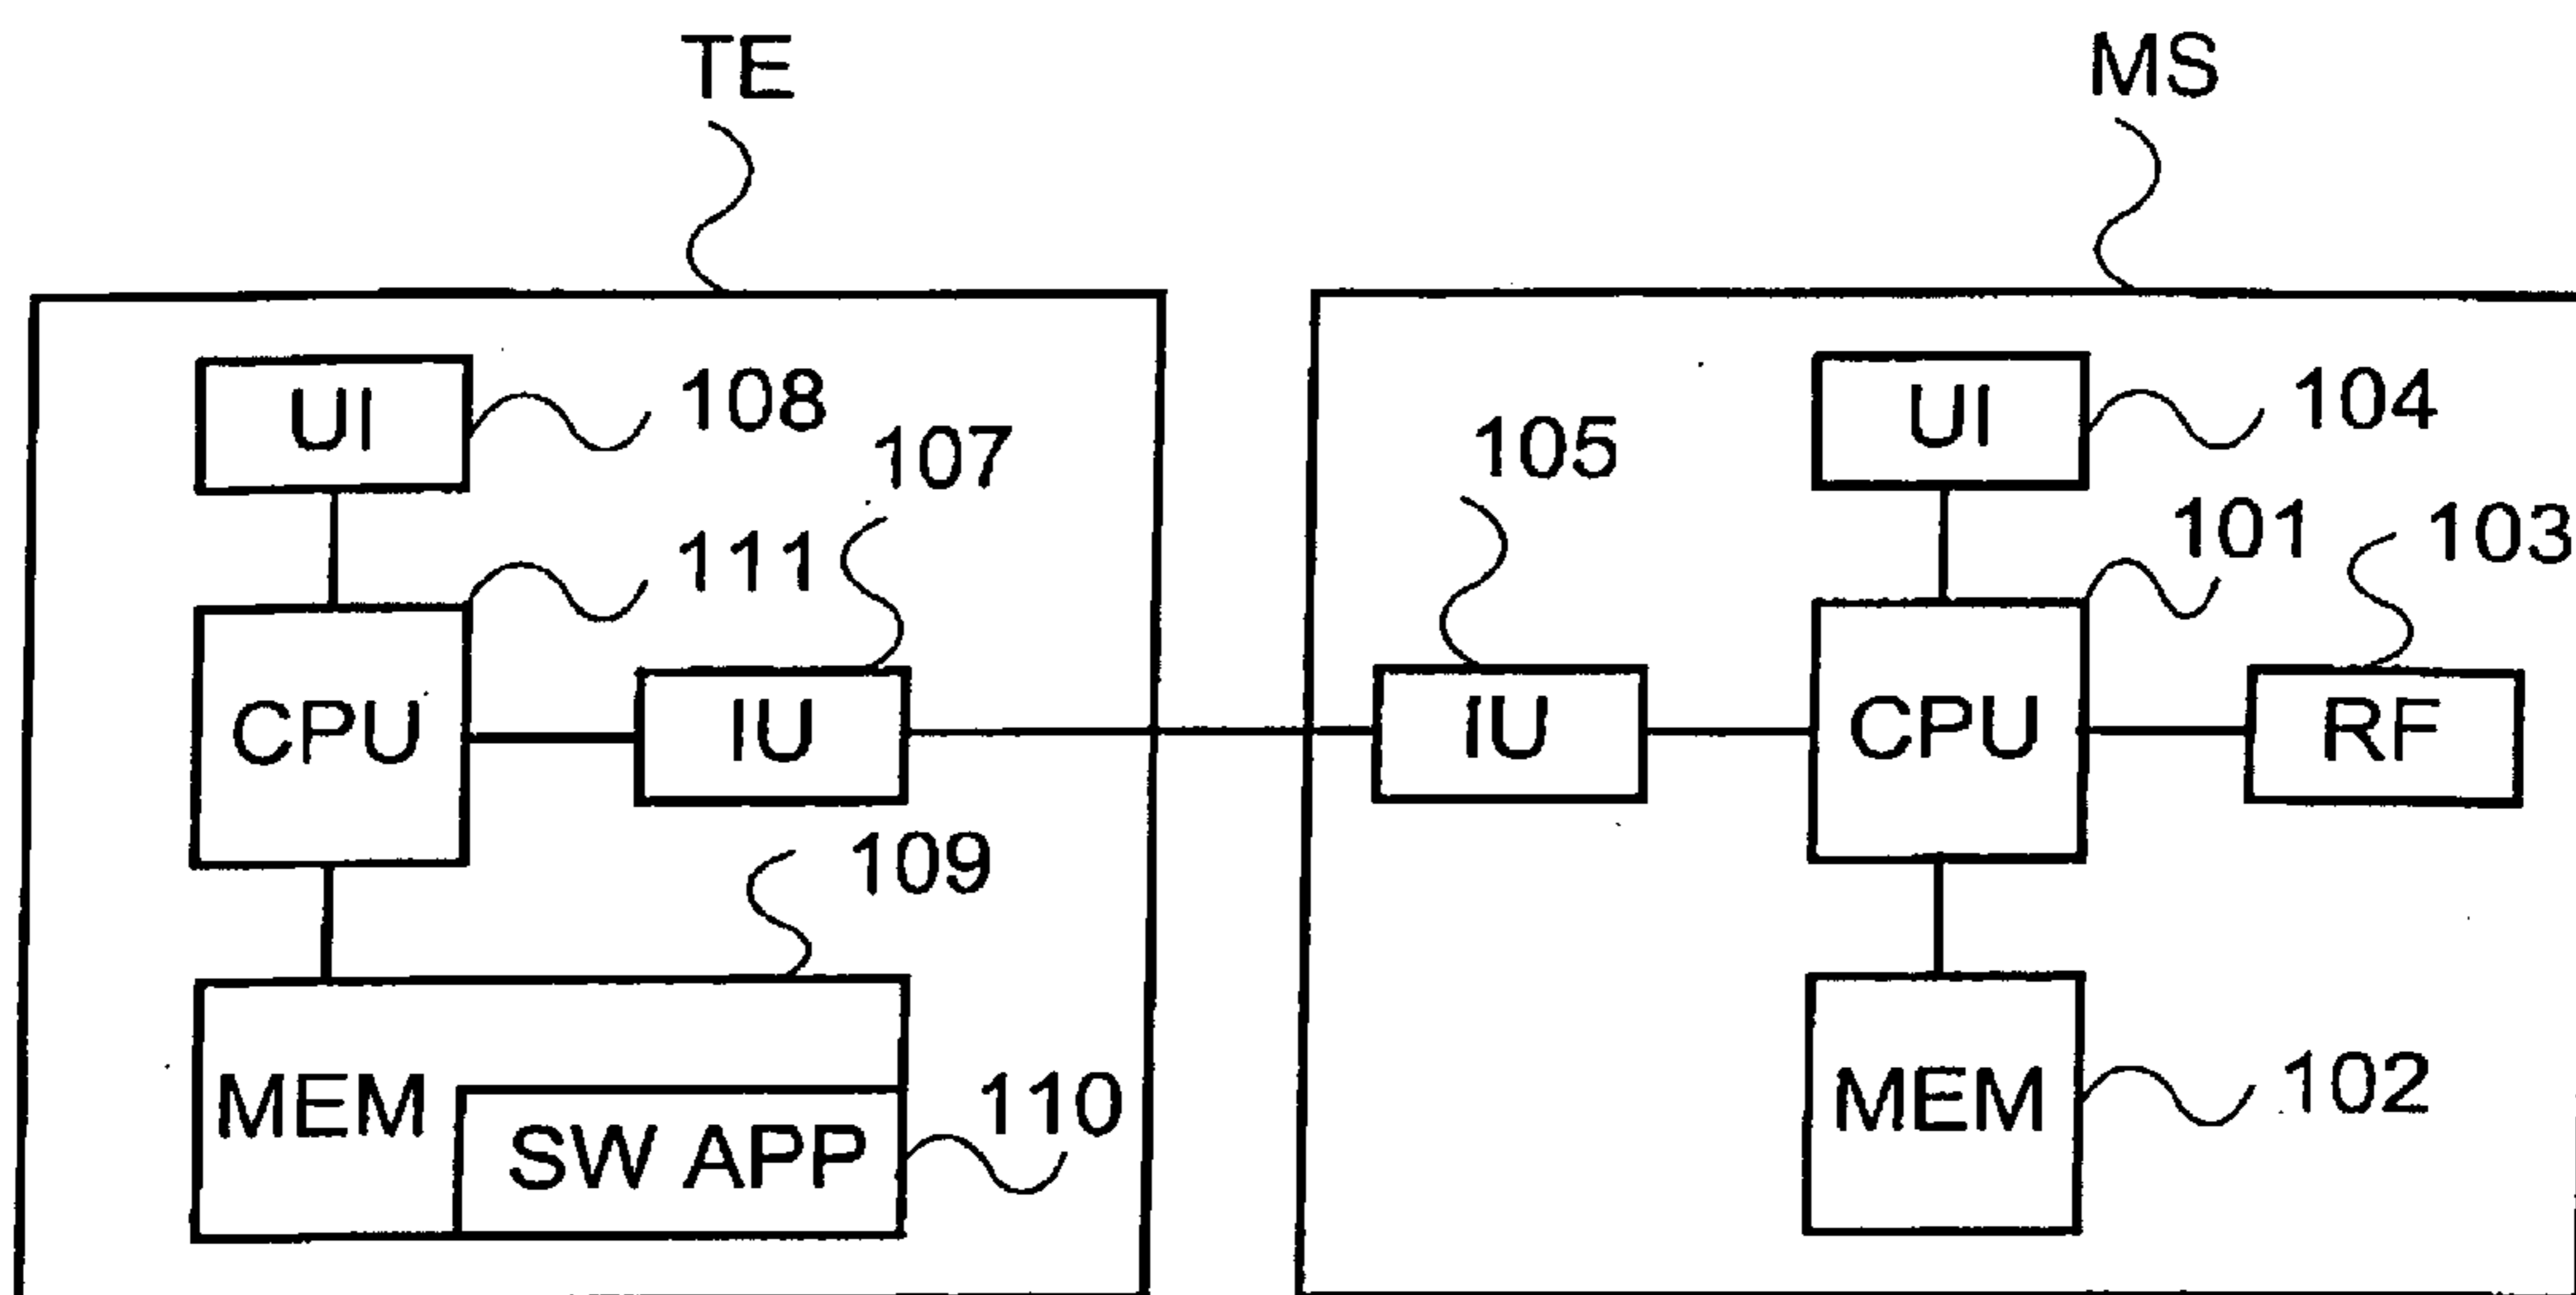 TE
MS
UI
108
107
111
CPU
IU
109
MEM
SW APP
110
105
UI
104
101
103
IU
CPU
RF
MEM
102